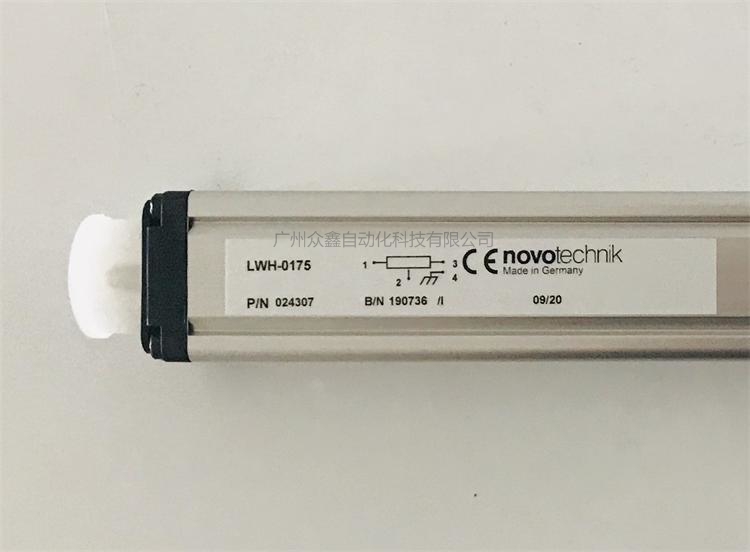 广州众鑫自动化科技有限公司
LWH-0175
1 2 3 4
CE novotechnik
Made in Germany
P/N 024307 B/N 190736 /I 09/20